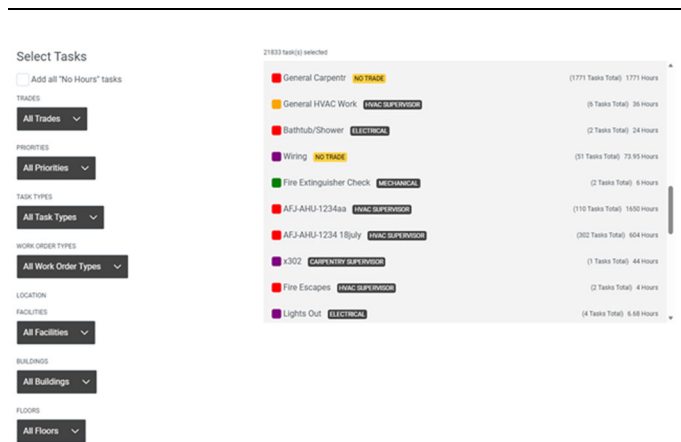 Select Tasks
Add all "No Hours" tasks
TRADES
All Trades
PRIORITIES
All Priorities
TASK TYPES
All Task Types
WORK ORDER TYPES
All Work Order Types
LOCATION
FACILITIES
All Facilities
BUILDINGS
All Buildings
FLOORS
All Floors
21833 task(s) selected
General Carpentr NO TRADE (1771 Tasks Total) 1771 Hours
General HVAC Work HVAC SUPERVISOR (6 Tasks Total) 36 Hours
Bathtub/Shower ELECTRICAL (2 Tasks Total) 24 Hours
Wiring NO TRADE (51 Tasks Total) 73.95 Hours
Fire Extinguisher Check MECHANICAL (2 Tasks Total) 6 Hours
AFJ-AHU-1234aa HVAC SUPERVISOR (110 Tasks Total) 1650 Hours
AFJ-AHU-1234 18july HVAC SUPERVISOR (302 Tasks Total) 604 Hours
x302 CARPENTRY SUPERVISOR (1 Tasks Total) 44 Hours
Fire Escapes HVAC SUPERVISOR (2 Tasks Total) 4 Hours
Lights Out ELECTRICAL (4 Tasks Total) 6.68 Hours